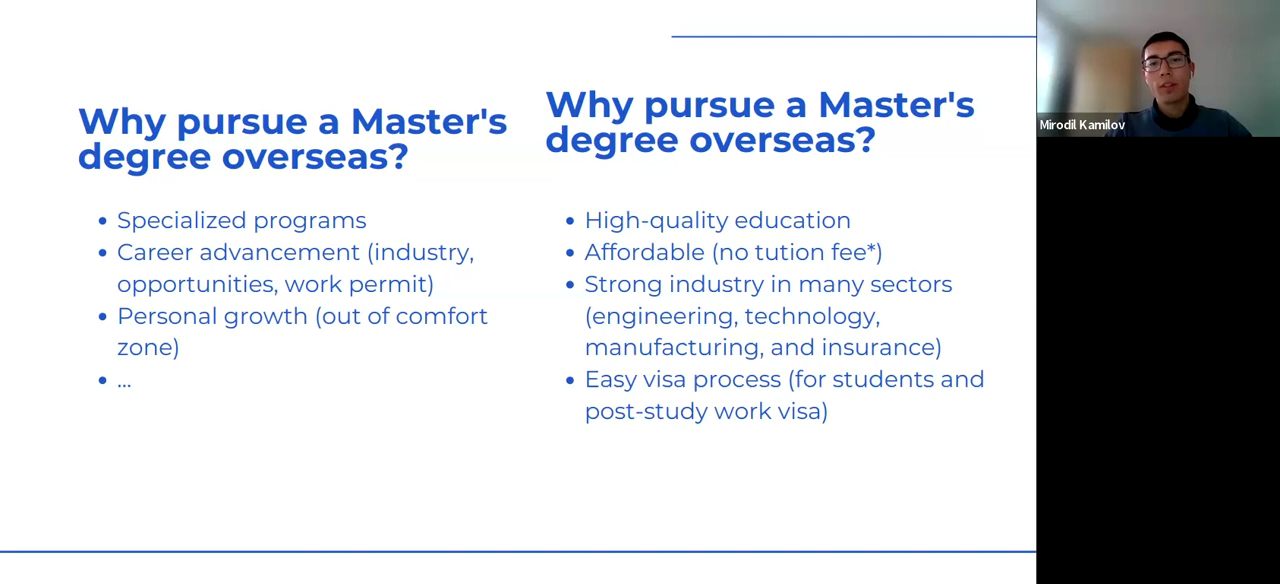 Why pursue a Master's
degree overseas?
• Specialized programs
• Career advancement (industry,
opportunities, work permit)
• Personal growth (out of comfort
zone)
• ...
Why pursue a Master's
degree overseas?
• High-quality education
• Affordable (no tution fee*)
• Strong industry in many sectors
(engineering, technology,
manufacturing, and insurance)
• Easy visa process (for students and
post-study work visa)
Mirodil Kamilov